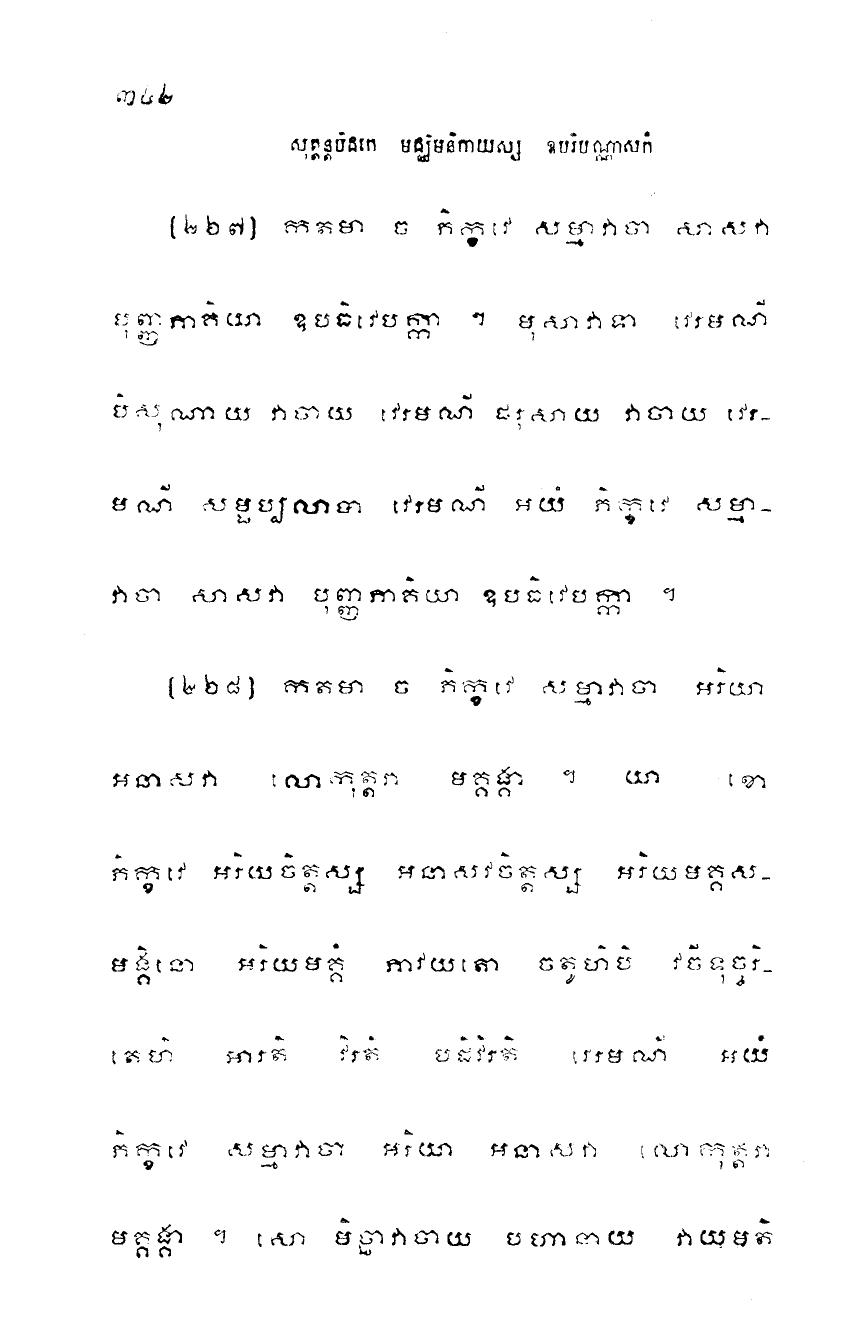 ៣៤២
សុត្តន្តបិដកេ មជ្ឈិមនិកាយស្ស ឧបរិបណ្ណាសកំ
(២២៧) កតមា ច ភិក្ខវេ សម្មាវាចា សាសវា
បុញ្ញភាគិយា ឧបធិវេបក្កា ។ មុសាវាទា វេរមណី
បិសុណាយ វាចាយ វេរមណី ផរុសាយ វាចាយ វេរ-
មណី សម្ផប្បលាបា វេរមណី អយំ ភិក្ខវេ សម្មា-
វាចា សាសវា បុញ្ញភាគិយា ឧបធិវេបក្កា ។
(២២៨) កតមា ច ភិក្ខវេ សម្មាវាចា អរិយា
អនាសវា លោកុត្តរា មគ្គង្គា ។ យា ខោ
ភិក្ខវេ អរិយចិត្តស្ស អនាសវចិត្តស្ស អរិយមគ្គស-
មង្គិនោ អរិយមគ្គំ ភាវយតោ ចតូហិបិ វចីទុច្ចរិ-
តេហិ អារតិ វិរតិ បដិវិរតិ វេរមណី អយំ
ភិក្ខវេ សម្មាវាចា អរិយា អនាសវា លោកុត្តរា
មគ្គង្គា ។ សោ មិច្ឆាវាចាយ បហានាយ វាយមតិ